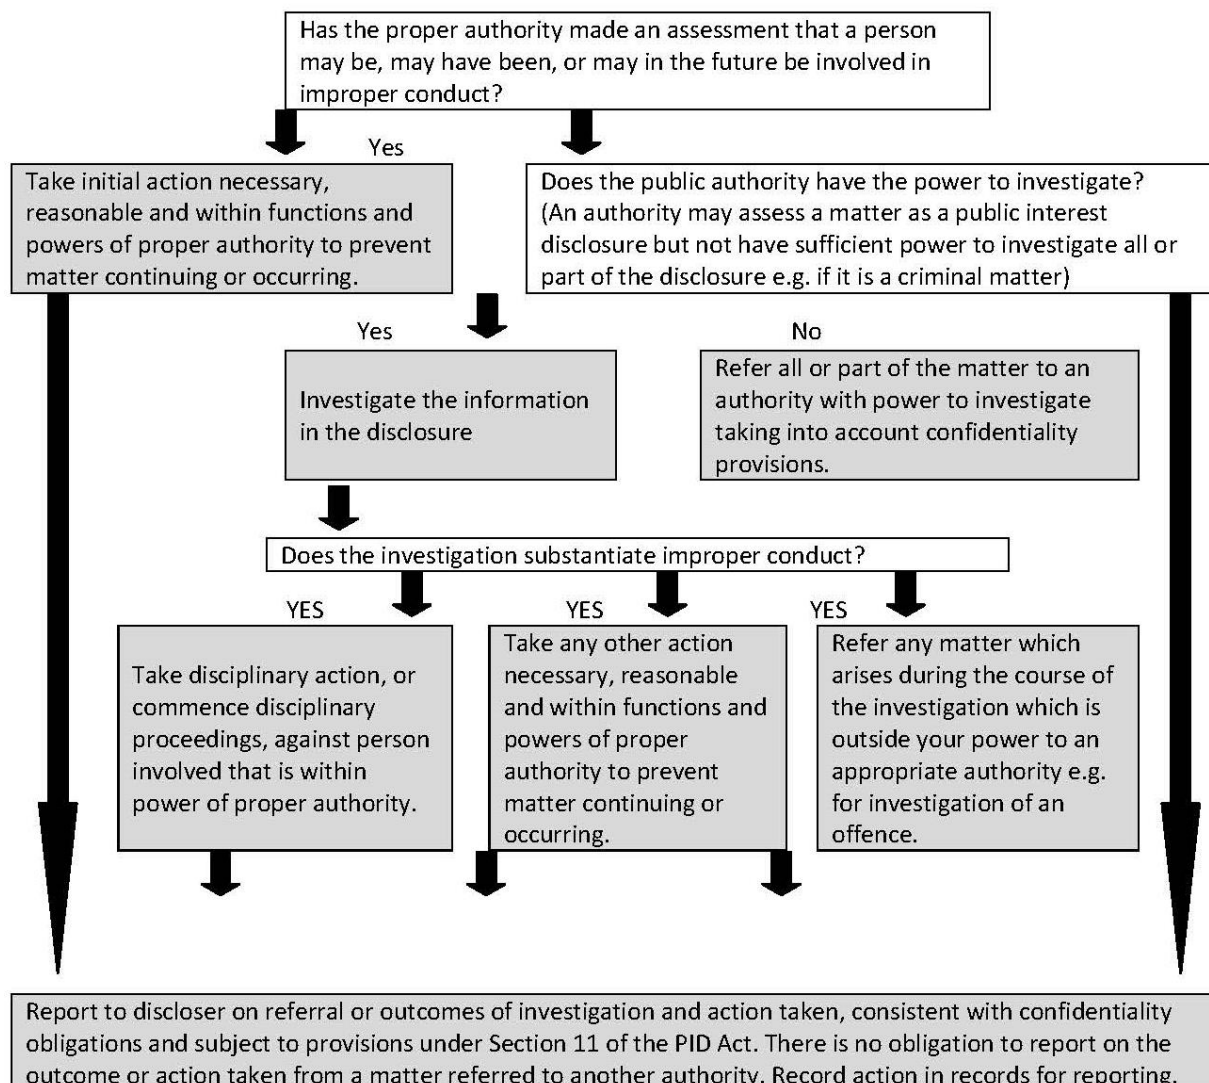 Has the proper authority made an assessment that a person
may be, may have been, or may in the future be involved in
improper conduct?
Yes
Take initial action necessary,
reasonable and within functions and
powers of proper authority to prevent
matter continuing or occurring.
Does the public authority have the power to investigate?
(An authority may assess a matter as a public interest
disclosure but not have sufficient power to investigate all or
part of the disclosure e.g. if it is a criminal matter)
Yes
No
Investigate the information
in the disclosure
Refer all or part of the matter to an
authority with power to investigate
taking into account confidentiality
provisions.
Does the investigation substantiate improper conduct?
YES
YES
YES
Take disciplinary action, or
commence disciplinary
proceedings, against person
involved that is within
power of proper authority.
Take any other action
necessary, reasonable
and within functions and
powers of proper
authority to prevent
matter continuing or
occurring.
Refer any matter which
arises during the course of
the investigation which is
outside your power to an
appropriate authority e.g.
for investigation of an
offence.
Report to discloser on referral or outcomes of investigation and action taken, consistent with confidentiality
obligations and subject to provisions under Section 11 of the PID Act. There is no obligation to report on the
outcome or action taken from a matter referred to another authority. Record action in records for reporting.